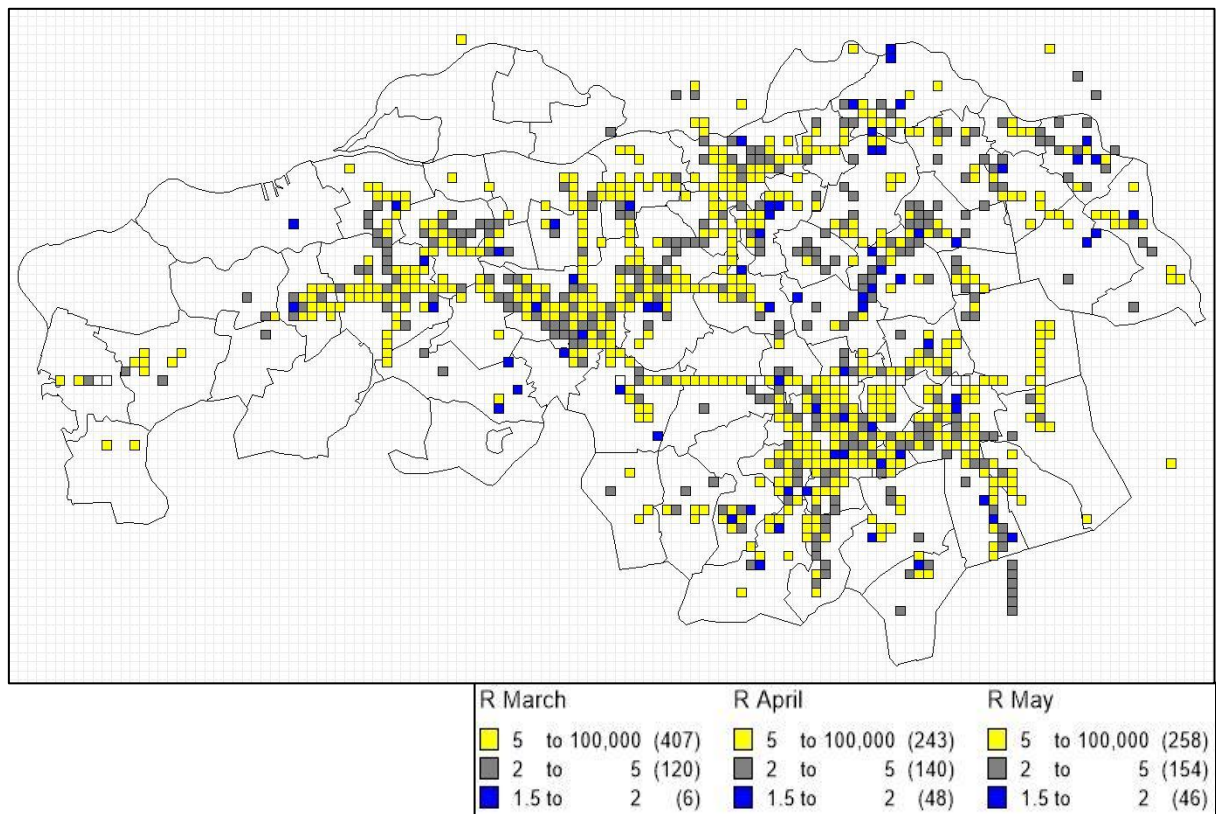 R March R April R May
5 to 100,000 (407) 5 to 100,000 (243) 5 to 100,000 (258)
2 to 5 (120) 2 to 5 (140) 2 to 5 (154)
1.5 to 2 (6) 1.5 to 2 (48) 1.5 to 2 (46)